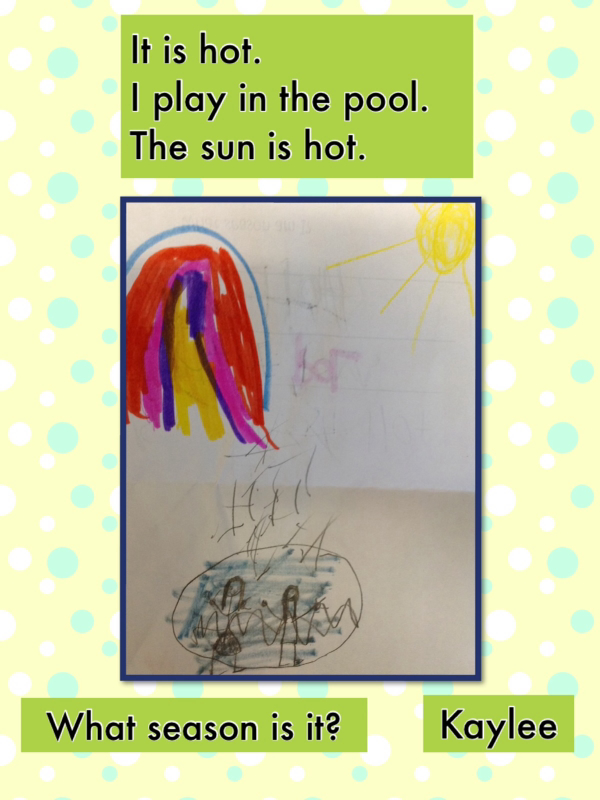 It is hot.
I play in the pool.
The sun is hot.
What season is it?
Kaylee